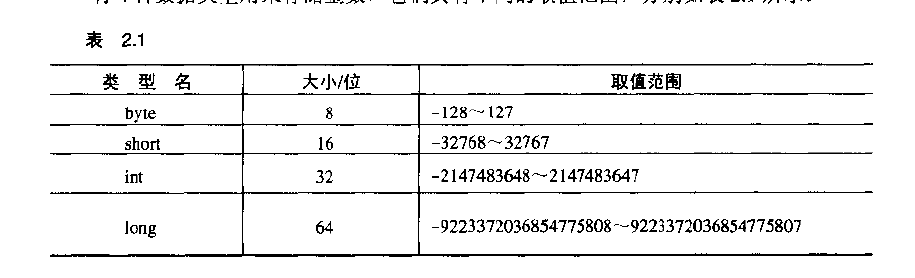 表 2.1
类 型 名 大小/位 取值范围
byte 8 -128～127
short 16 -32768～32767
int 32 -2147483648～2147483647
long 64 -9223372036854775808～9223372036854775807